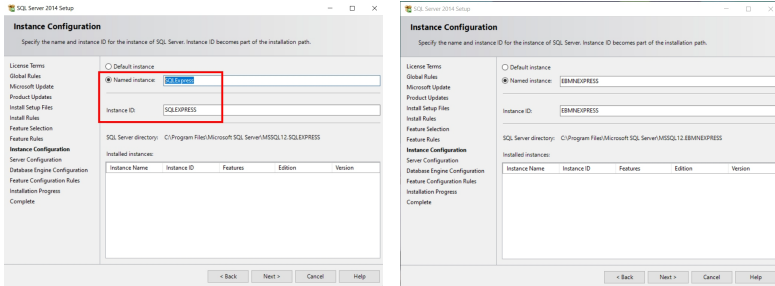 SQL Server 2014 Setup
Instance Configuration
Specify the name and instance ID for the instance of SQL Server. Instance ID becomes part of the installation path.
License Terms
Global Rules
Microsoft Update
Product Updates
Install Setup Files
Install Rules
Feature Selection
Feature Rules
Instance Configuration
Server Configuration
Database Engine Configuration
Feature Configuration Rules
Installation Progress
Complete
Default instance
Named instance: SQLExpress
Instance ID: SQLEXPRESS
SQL Server directory: C:\Program Files\Microsoft SQL Server\MSSQL12.SQLEXPRESS
Installed instances:
Instance Name Instance ID Features Edition Version
< Back Next > Cancel Help
SQL Server 2014 Setup
Instance Configuration
Specify the name and instance ID for the instance of SQL Server. Instance ID becomes part of the installation path.
License Terms
Global Rules
Microsoft Update
Product Updates
Install Setup Files
Install Rules
Feature Selection
Feature Rules
Instance Configuration
Server Configuration
Database Engine Configuration
Feature Configuration Rules
Installation Progress
Complete
Default instance
Named instance: EBMNEXPRESS
Instance ID: EBMNEXPRESS
SQL Server directory: C:\Program Files\Microsoft SQL Server\MSSQL12.EBMNEXPRESS
Installed instances:
Instance Name Instance ID Features Edition Version
< Back Next > Cancel Help